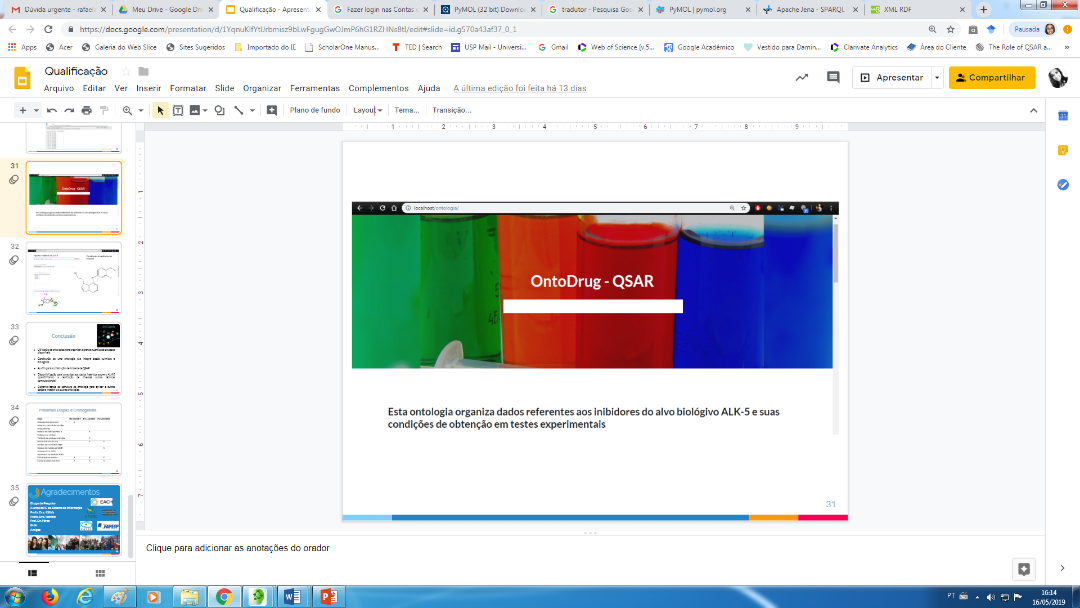 Dúvida urgente - rafaela
Meu Drive - Google Driv
Qualificação - Apresent
Fazer login nas Contas d
PyMOL (32 bit) Downlo
tradutor - Pesquisa Goo
PyMOL | pymol.org
Apache Jena - SPARQL
XML RDF
https://docs.google.com/presentation/d/1YqnuKIfYtIJrbmisz9bLwFgygGwOJmP6hG1RZIHNsBtI/edit#slide=id.g570a43af37_0_1
Pausada
Apps
Acer
Galeria do Web Slice
Sites Sugeridos
Importado do IE
ScholarOne Manus...
TED | Search
USP Mail - Universi...
Gmail
Web of Science [v.5...
Google Acadêmico
Vestido para Damin...
Clarivate Analytics
Área do Cliente
The Role of QSAR a...
Qualificação
Arquivo Editar Ver Inserir Formatar Slide Organizar Ferramentas Complementos Ajuda
A última edição foi feita há 13 dias
Apresentar
Compartilhar
Plano de fundo
Layout
Tema...
Transição...
31
32
33
Conclusão
34
35
Agradecimentos
EACH
FAPESP
localhost/ontologia/
OntoDrug - QSAR
Esta ontologia organiza dados referentes aos inibidores do alvo biológivo ALK-5 e suas
condições de obtenção em testes experimentais
31
Clique para adicionar as anotações do orador
PT
16:14
16/05/2019